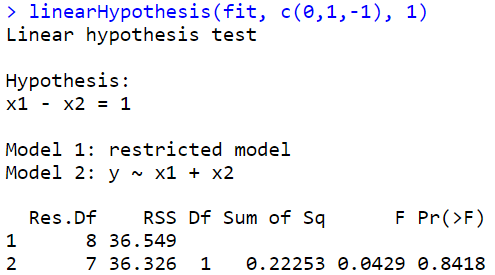 > linearHypothesis(fit, c(0,1,-1), 1)
Linear hypothesis test
Hypothesis:
x1 - x2 = 1
Model 1: restricted model
Model 2: y ~ x1 + x2
  Res.Df    RSS Df Sum of Sq      F Pr(>F)
1      8 36.549
2      7 36.326  1   0.22253 0.0429 0.8418